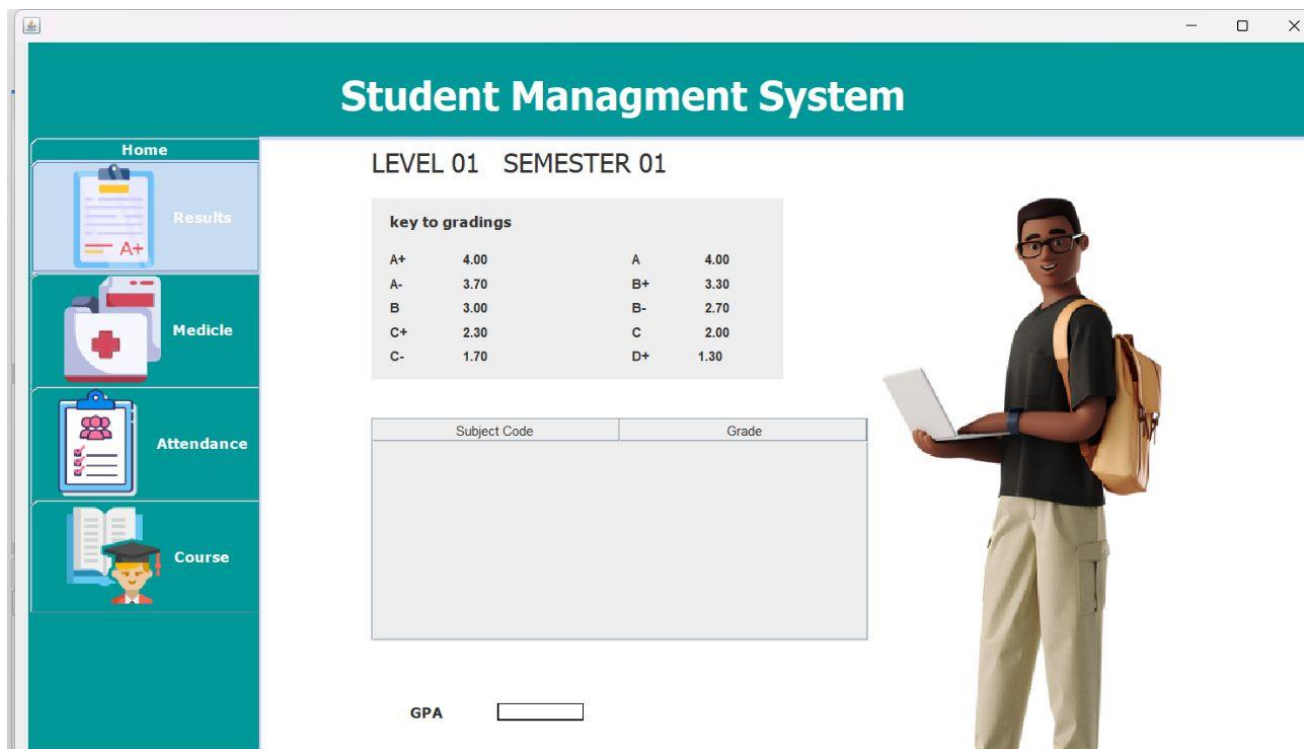 Student Managment System
Home
Results
A+
Medicle
Attendance
Course
LEVEL 01 SEMESTER 01
key to gradings
A+ 4.00 A 4.00
A- 3.70 B+ 3.30
B 3.00 B- 2.70
C+ 2.30 C 2.00
C- 1.70 D+ 1.30
Subject Code Grade
GPA